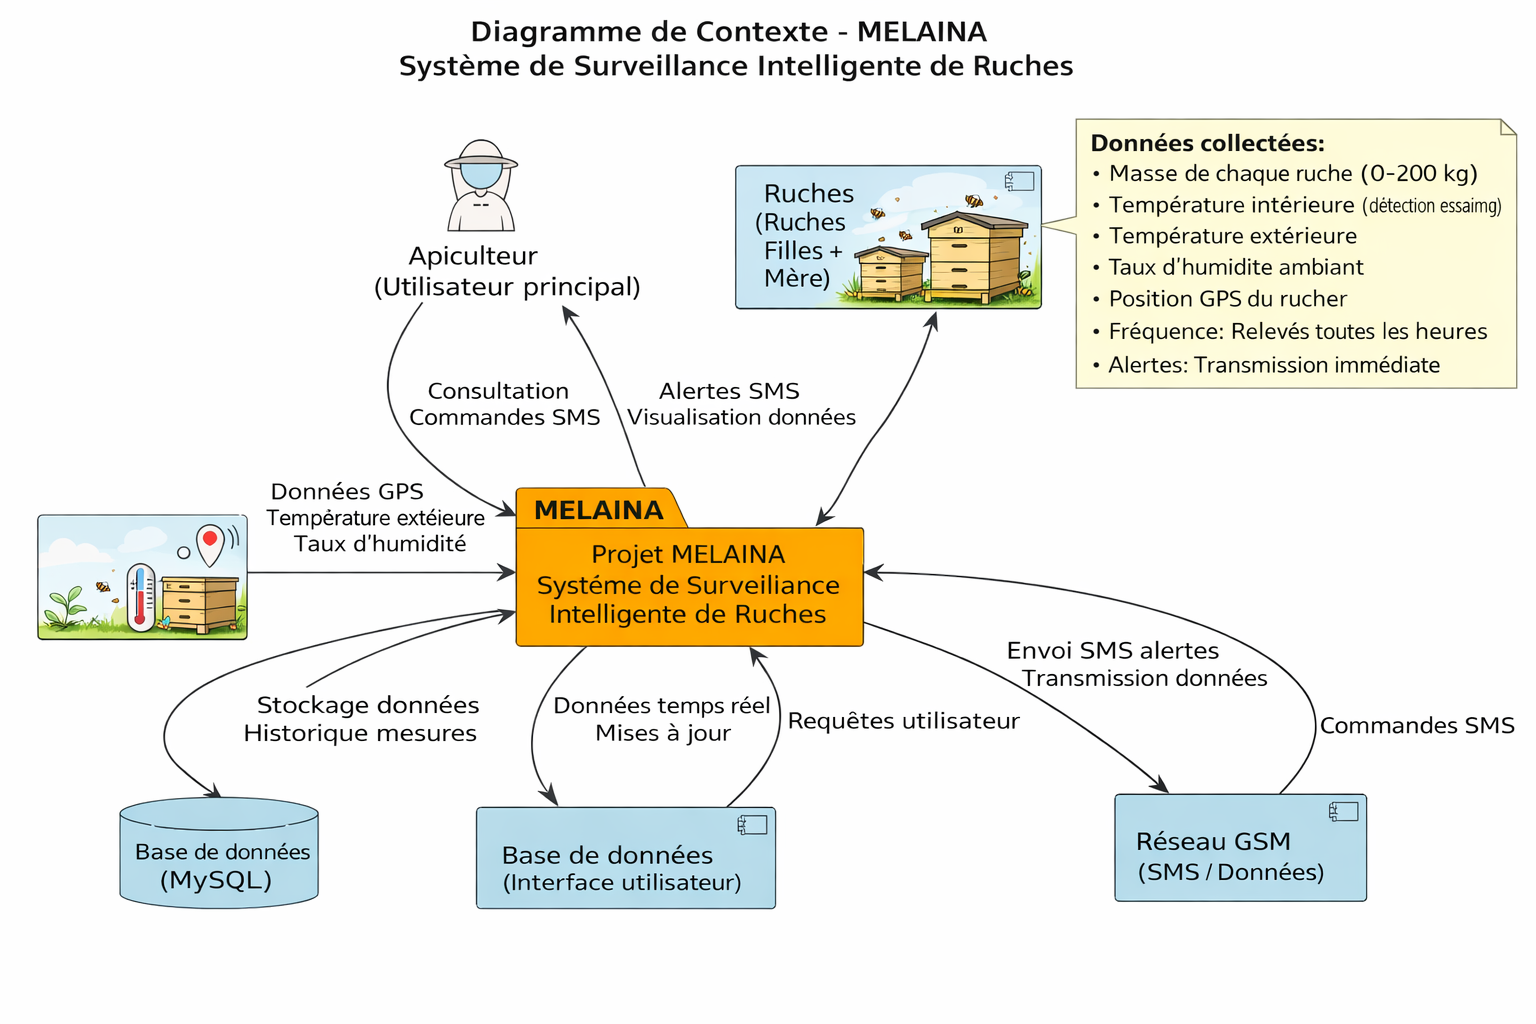 Diagramme de Contexte - MELAINA
Système de Surveillance Intelligente de Ruches
Apiculteur
(Utilisateur principal)
Ruches
(Ruches
Filles +
Mère)
Données collectées:
• Masse de chaque ruche (0-200 kg)
• Température intérieure (détection essaimg)
• Température extérieure
• Taux d'humidite ambiant
• Position GPS du rucher
• Fréquence: Relevés toutes les heures
• Alertes: Transmission immédiate
Consultation
Commandes SMS
Alertes SMS
Visualisation données
Données GPS
Température extéieure
Taux d'humidité
MELAINA
Projet MELAINA
Systéme de Surveiliance
Intelligente de Ruches
Stockage données
Historique mesures
Données temps réel
Mises à jour
Requêtes utilisateur
Envoi SMS alertes
Transmission données
Commandes SMS
Base de données
(MySQL)
Base de données
(Interface utilisateur)
Réseau GSM
(SMS / Données)